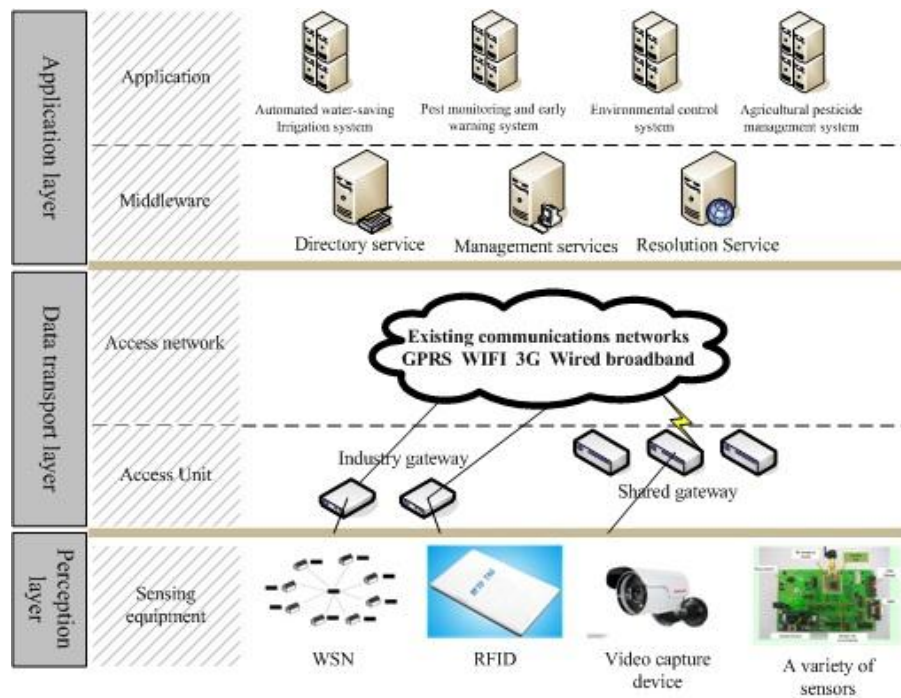 Application layer
Application
Automated water-saving
Irrigation system
Pest monitoring and early
warning system
Environmental control
system
Agricultural pesticide
management system
Middleware
Directory service
Management services
Resolution Service
Data transport layer
Access network
Existing communications networks
GPRS WIFI 3G Wired broadband
Access Unit
Industry gateway
Shared gateway
Perception
layer
Sensing
equipment
RFID TAG
WSN
RFID
Video capture
device
A variety of
sensors